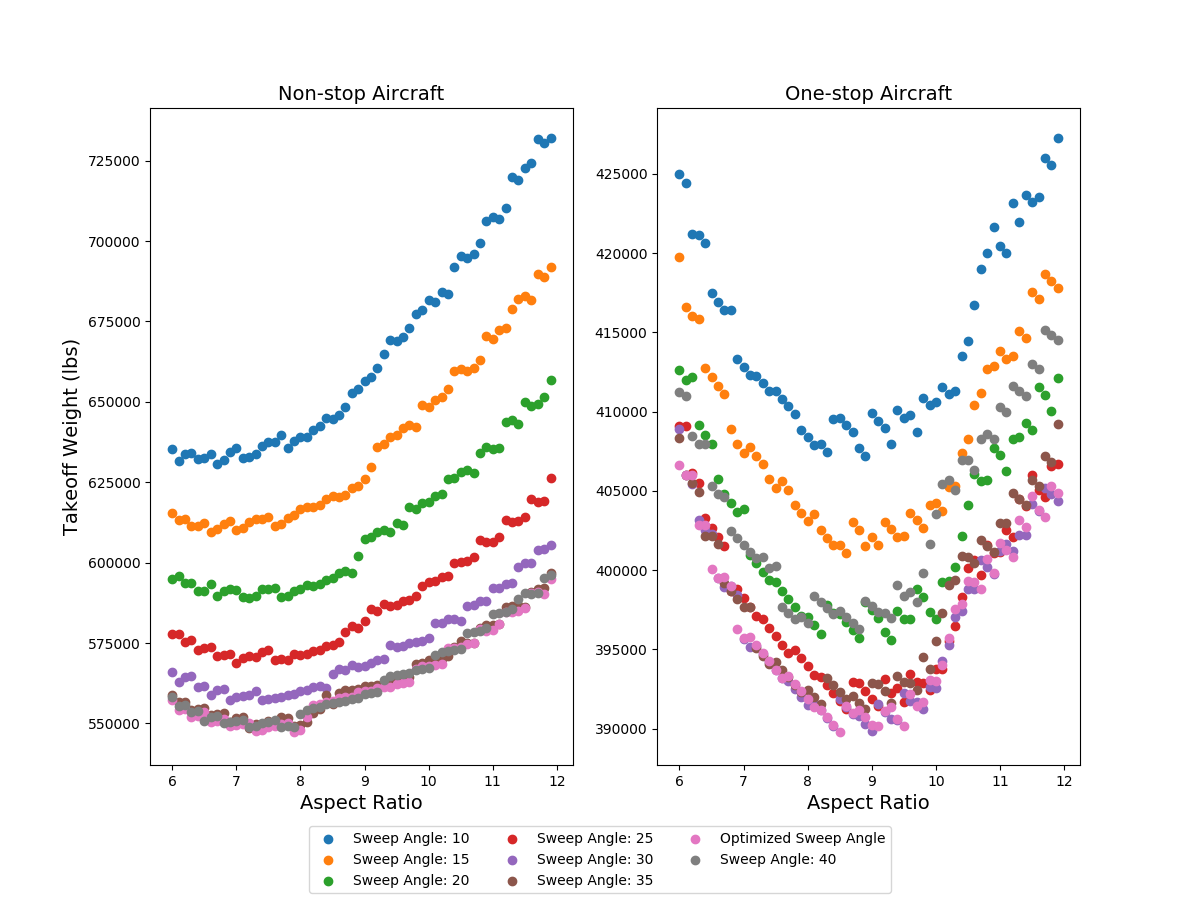 Non-stop Aircraft
One-stop Aircraft
Takeoff Weight (lbs)
725000
700000
675000
650000
625000
600000
575000
550000
6 7 8 9 10 11 12
Aspect Ratio
425000
420000
415000
410000
405000
400000
395000
390000
6 7 8 9 10 11 12
Aspect Ratio
Sweep Angle: 10
Sweep Angle: 15
Sweep Angle: 20
Sweep Angle: 25
Sweep Angle: 30
Sweep Angle: 35
Optimized Sweep Angle
Sweep Angle: 40